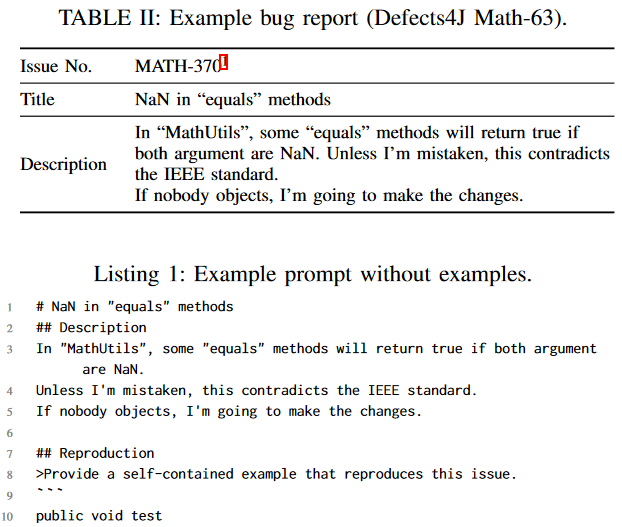 TABLE II: Example bug report (Defects4J Math-63).
Issue No. MATH-370¹
Title NaN in “equals” methods
Description In “MathUtils”, some “equals” methods will return true if
both argument are NaN. Unless I’m mistaken, this contradicts
the IEEE standard.
If nobody objects, I’m going to make the changes.
Listing 1: Example prompt without examples.
1 # NaN in "equals" methods
2 ## Description
3 In "MathUtils", some "equals" methods will return true if both argument
are NaN.
4 Unless I'm mistaken, this contradicts the IEEE standard.
5 If nobody objects, I'm going to make the changes.
6
7 ## Reproduction
8 >Provide a self-contained example that reproduces this issue.
9 ```
10 public void test